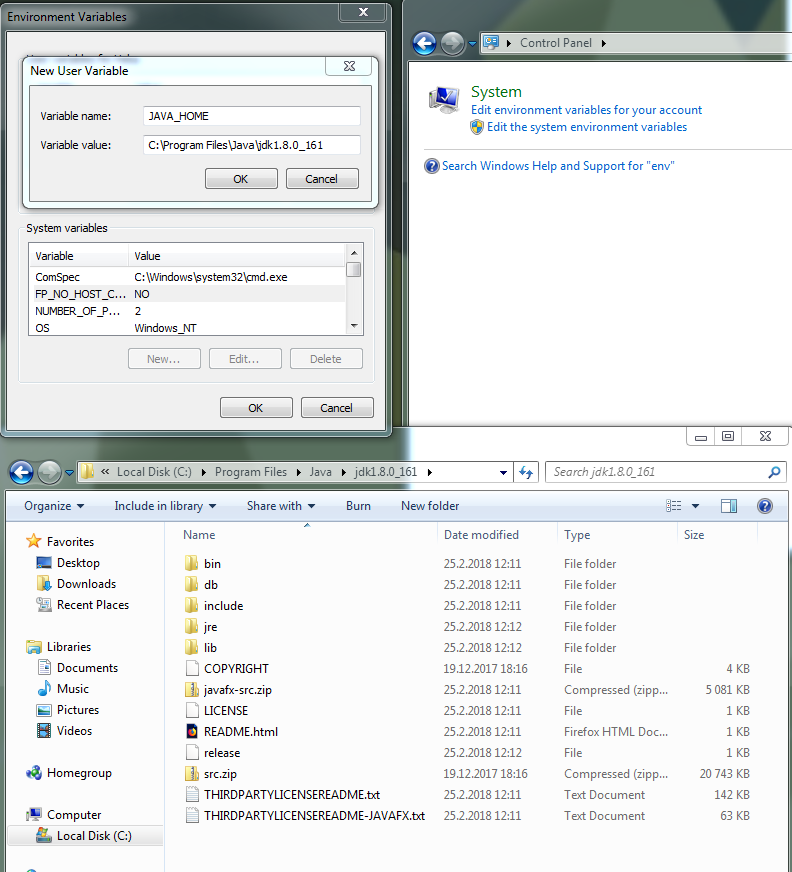 Environment Variables
New User Variable
Variable name: JAVA_HOME
Variable value: C:\Program Files\Java\jdk1.8.0_161
OK Cancel
System variables
Variable Value
ComSpec C:\Windows\system32\cmd.exe
FP_NO_HOST_C... NO
NUMBER_OF_P... 2
OS Windows_NT
New... Edit... Delete
OK Cancel
Control Panel
System
Edit environment variables for your account
Edit the system environment variables
Search Windows Help and Support for "env"
« Local Disk (C:) Program Files Java jdk1.8.0_161
Search jdk1.8.0_161
Organize Include in library Share with Burn New folder
Favorites
Desktop
Downloads
Recent Places
Libraries
Documents
Music
Pictures
Videos
Homegroup
Computer
Local Disk (C:)
Name Date modified Type Size
bin 25.2.2018 12:11 File folder
db 25.2.2018 12:11 File folder
include 25.2.2018 12:11 File folder
jre 25.2.2018 12:12 File folder
lib 25.2.2018 12:12 File folder
COPYRIGHT 19.12.2017 18:16 File 4 KB
javafx-src.zip 25.2.2018 12:11 Compressed (zipp... 5 081 KB
LICENSE 25.2.2018 12:11 File 1 KB
README.html 25.2.2018 12:11 Firefox HTML Doc... 1 KB
release 25.2.2018 12:12 File 1 KB
src.zip 19.12.2017 18:16 Compressed (zipp... 20 743 KB
THIRDPARTYLICENSEREADME.txt 25.2.2018 12:11 Text Document 142 KB
THIRDPARTYLICENSEREADME-JAVAFX.txt 25.2.2018 12:11 Text Document 63 KB